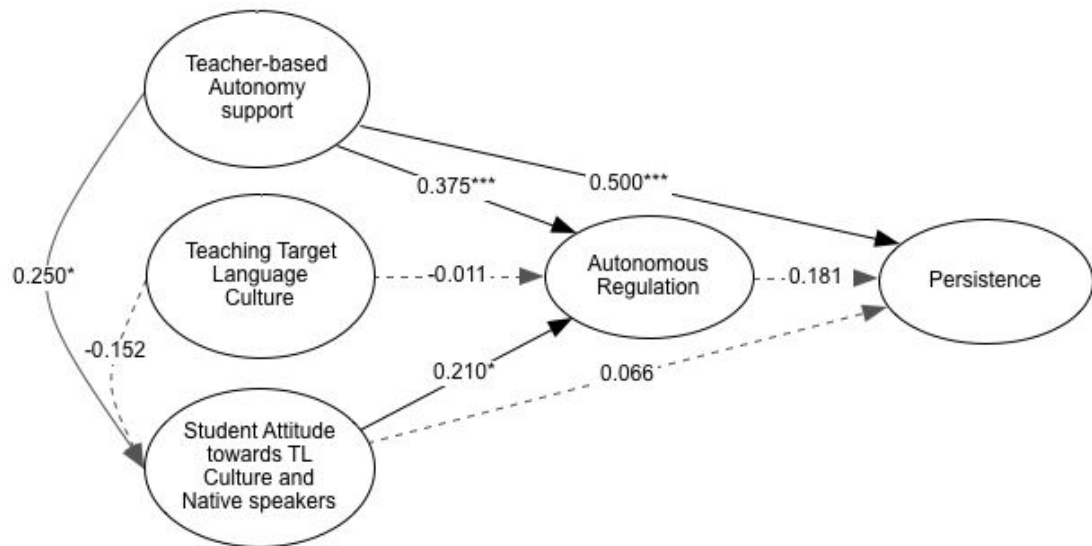 Teacher-based
Autonomy
support
0.375***
0.500***
Teaching Target
Language
Culture
0.250*
-0.011
Autonomous
Regulation
0.181
Persistence
-0.152
0.210*
0.066
Student Attitude
towards TL
Culture and
Native speakers